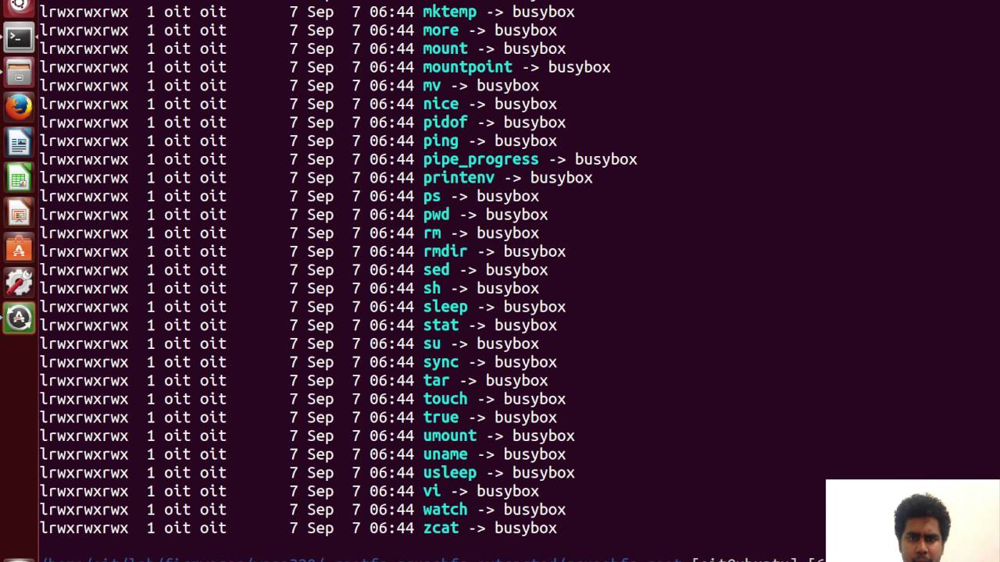 lrwxrwxrwx 1 oit oit 7 Sep 7 06:44 mktemp -> busybox
lrwxrwxrwx 1 oit oit 7 Sep 7 06:44 more -> busybox
lrwxrwxrwx 1 oit oit 7 Sep 7 06:44 mount -> busybox
lrwxrwxrwx 1 oit oit 7 Sep 7 06:44 mountpoint -> busybox
lrwxrwxrwx 1 oit oit 7 Sep 7 06:44 mv -> busybox
lrwxrwxrwx 1 oit oit 7 Sep 7 06:44 nice -> busybox
lrwxrwxrwx 1 oit oit 7 Sep 7 06:44 pidof -> busybox
lrwxrwxrwx 1 oit oit 7 Sep 7 06:44 ping -> busybox
lrwxrwxrwx 1 oit oit 7 Sep 7 06:44 pipe_progress -> busybox
lrwxrwxrwx 1 oit oit 7 Sep 7 06:44 printenv -> busybox
lrwxrwxrwx 1 oit oit 7 Sep 7 06:44 ps -> busybox
lrwxrwxrwx 1 oit oit 7 Sep 7 06:44 pwd -> busybox
lrwxrwxrwx 1 oit oit 7 Sep 7 06:44 rm -> busybox
lrwxrwxrwx 1 oit oit 7 Sep 7 06:44 rmdir -> busybox
lrwxrwxrwx 1 oit oit 7 Sep 7 06:44 sed -> busybox
lrwxrwxrwx 1 oit oit 7 Sep 7 06:44 sh -> busybox
lrwxrwxrwx 1 oit oit 7 Sep 7 06:44 sleep -> busybox
lrwxrwxrwx 1 oit oit 7 Sep 7 06:44 stat -> busybox
lrwxrwxrwx 1 oit oit 7 Sep 7 06:44 su -> busybox
lrwxrwxrwx 1 oit oit 7 Sep 7 06:44 sync -> busybox
lrwxrwxrwx 1 oit oit 7 Sep 7 06:44 tar -> busybox
lrwxrwxrwx 1 oit oit 7 Sep 7 06:44 touch -> busybox
lrwxrwxrwx 1 oit oit 7 Sep 7 06:44 true -> busybox
lrwxrwxrwx 1 oit oit 7 Sep 7 06:44 umount -> busybox
lrwxrwxrwx 1 oit oit 7 Sep 7 06:44 uname -> busybox
lrwxrwxrwx 1 oit oit 7 Sep 7 06:44 usleep -> busybox
lrwxrwxrwx 1 oit oit 7 Sep 7 06:44 vi -> busybox
lrwxrwxrwx 1 oit oit 7 Sep 7 06:44 watch -> busybox
lrwxrwxrwx 1 oit oit 7 Sep 7 06:44 zcat -> busybox